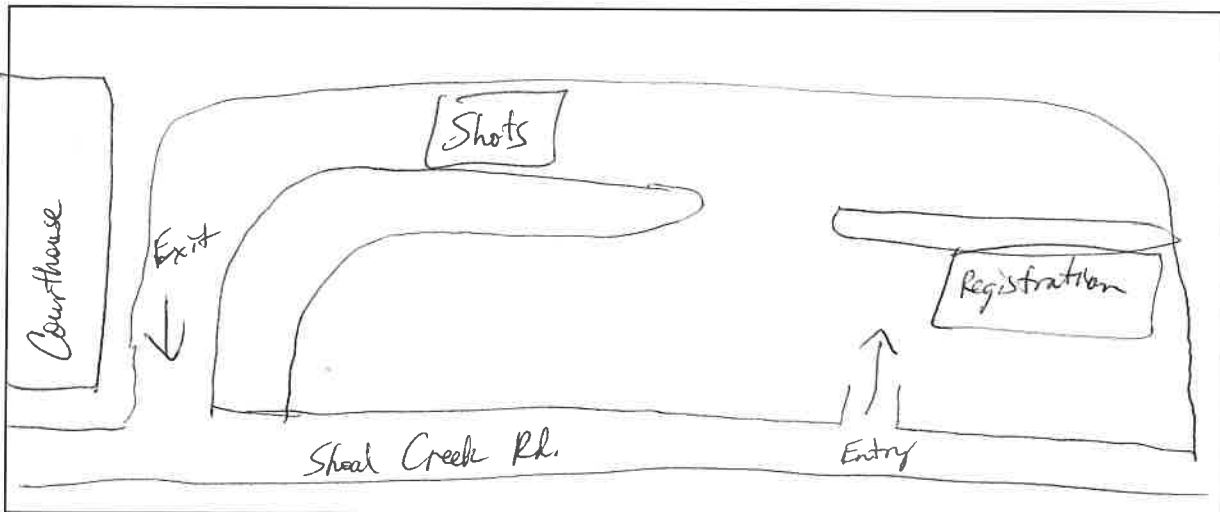 Shots
Courthouse
Exit
Registration
Shoal Creek Rd.
Entry